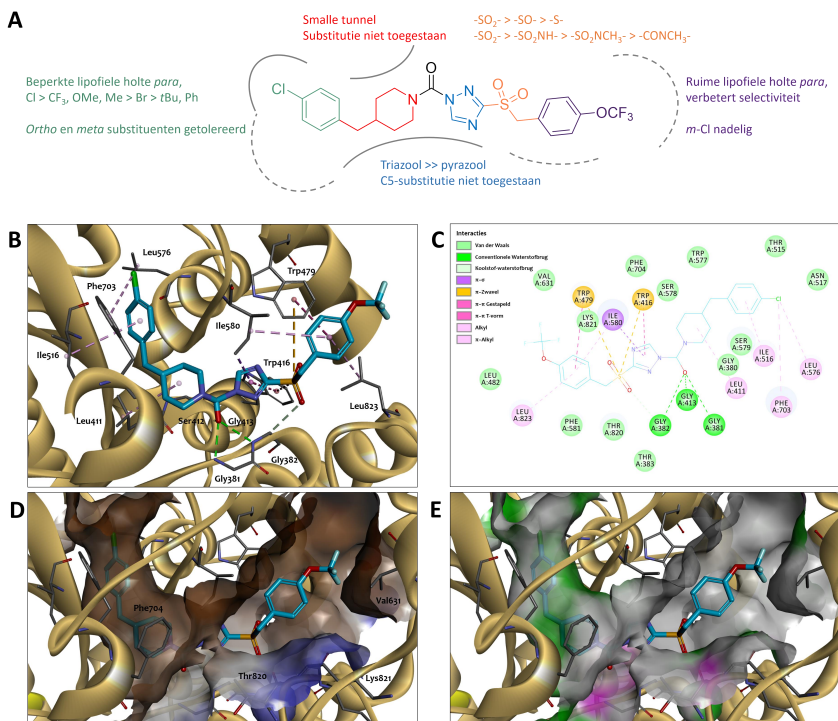 A
Smalle tunnel
Substitutie niet toegestaan
-SO2- > -SO- > -S-
-SO2- > -SO2NH- > -SO2NCH3- > -CONCH3-
Beperkte lipofiele holte para,
Cl > CF3, OMe, Me > Br > tBu, Ph
Ortho en meta substituenten getolereerd
Ruime lipofiele holte para,
verbetert selectiviteit
m-Cl nadelig
Cl
O
N
N
N
N
O
S
O
OCF3
Triazool >> pyrazool
C5-substitutie niet toegestaan
B
Leu576
Trp479
Phe703
Ile580
Ile516
Trp416
Leu411
Ser412
Gly413
Leu823
Gly382
Gly381
C
Interacties
Van der Waals
Conventionele Waterstofbrug
Koolstof-waterstofbrug
π-σ
π-Zwavel
π-π Gestapeld
π-π T-vorm
Alkyl
π-Alkyl
THR A:515
TRP A:577
PHE A:704
VAL A:631
ASN A:517
SER A:578
TRP A:479
TRP A:416
LYS A:821
ILE A:580
SER A:579
ILE A:516
GLY A:380
LEU A:576
LEU A:482
LEU A:411
GLY A:413
PHE A:703
LEU A:823
PHE A:581
THR A:820
GLY A:382
GLY A:381
THR A:383
D
Phe704
Val631
Thr820
Lys821
E